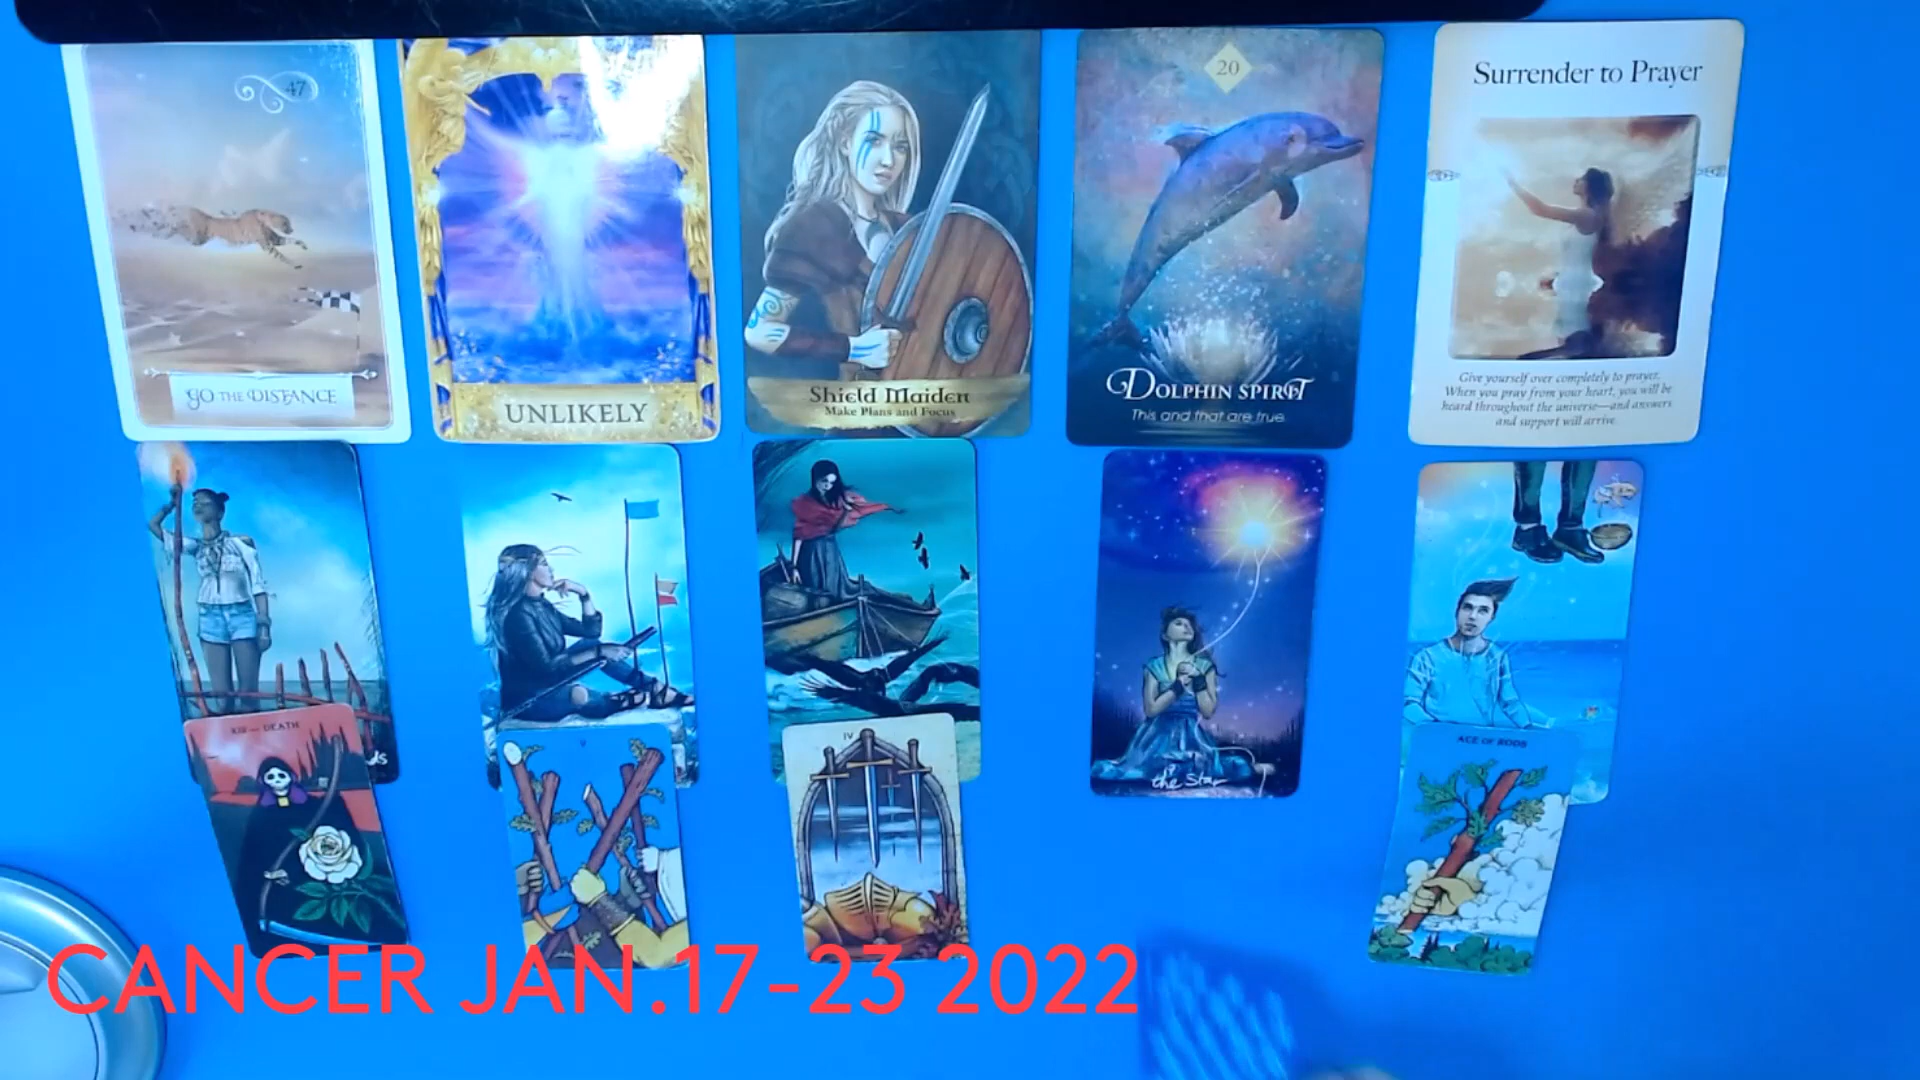 47
GO THE DISTANCE
UNLIKELY
Shield Maiden
Make Plans and Focus
20
DOLPHIN SPIRIT
This and that are true.
Surrender to Prayer
Give yourself over completely to prayer.
When you pray from your heart, you will be
heard throughout the universe—and answers
and support will arrive.
the Star
XIII — DEATH
ds
V
IV
ACE OF RODS
CANCER JAN.17-23 2022